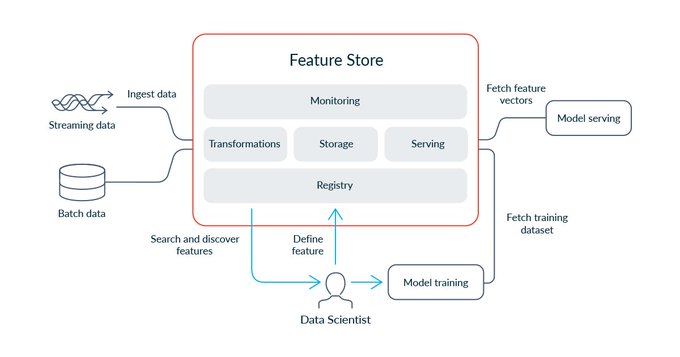 Feature Store
Monitoring
Ingest data
Streaming data
Transformations
Storage
Serving
Fetch feature
vectors
Model serving
Registry
Batch data
Search and discover
features
Define
feature
Fetch training
dataset
Model training
Data Scientist